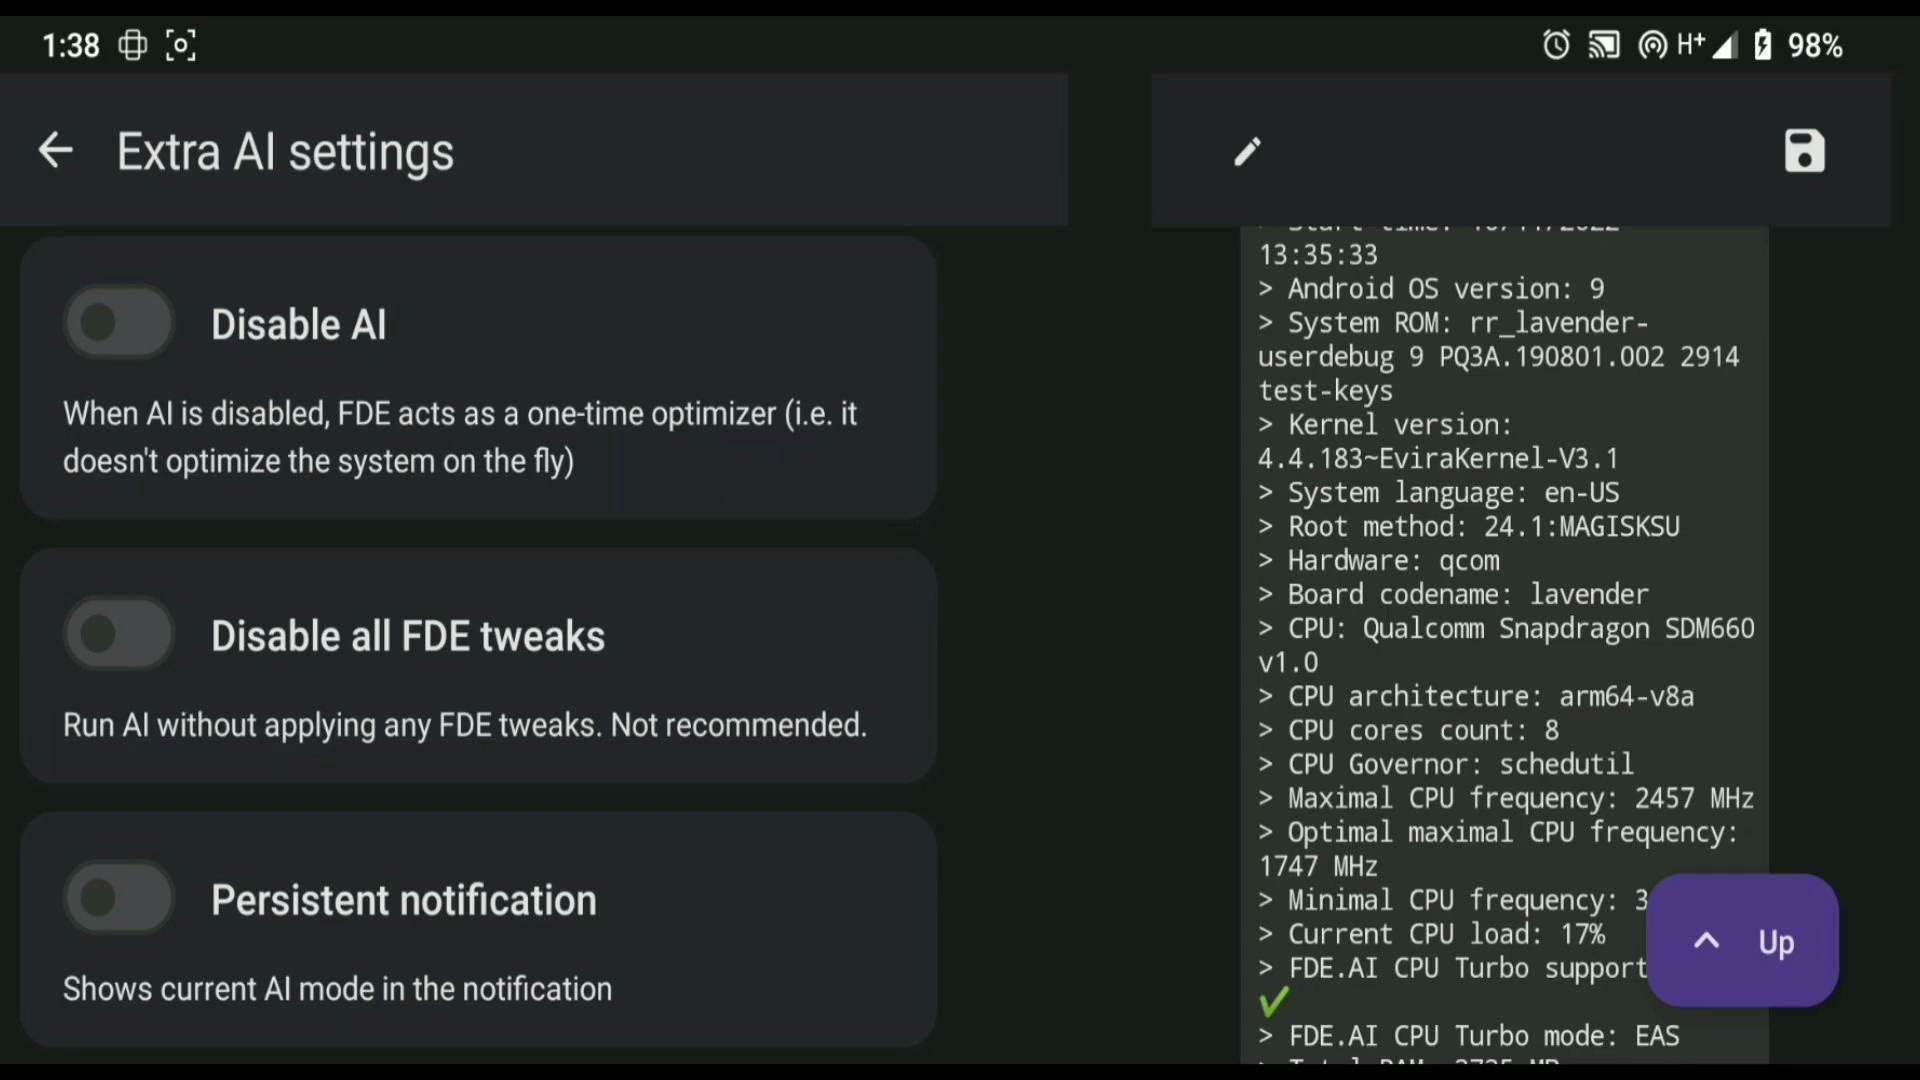 1:38
H+ 98%
Extra AI settings
Disable AI
When AI is disabled, FDE acts as a one-time optimizer (i.e. it
doesn't optimize the system on the fly)
Disable all FDE tweaks
Run AI without applying any FDE tweaks. Not recommended.
Persistent notification
Shows current AI mode in the notification
13:35:33
> Android OS version: 9
> System ROM: rr_lavender-
userdebug 9 PQ3A.190801.002 2914
test-keys
> Kernel version:
4.4.183~EviraKernel-V3.1
> System language: en-US
> Root method: 24.1:MAGISKSU
> Hardware: qcom
> Board codename: lavender
> CPU: Qualcomm Snapdragon SDM660
v1.0
> CPU architecture: arm64-v8a
> CPU cores count: 8
> CPU Governor: schedutil
> Maximal CPU frequency: 2457 MHz
> Optimal maximal CPU frequency:
1747 MHz
> Minimal CPU frequency: 3
> Current CPU load: 17%
> FDE.AI CPU Turbo support
✔
> FDE.AI CPU Turbo mode: EAS
Up